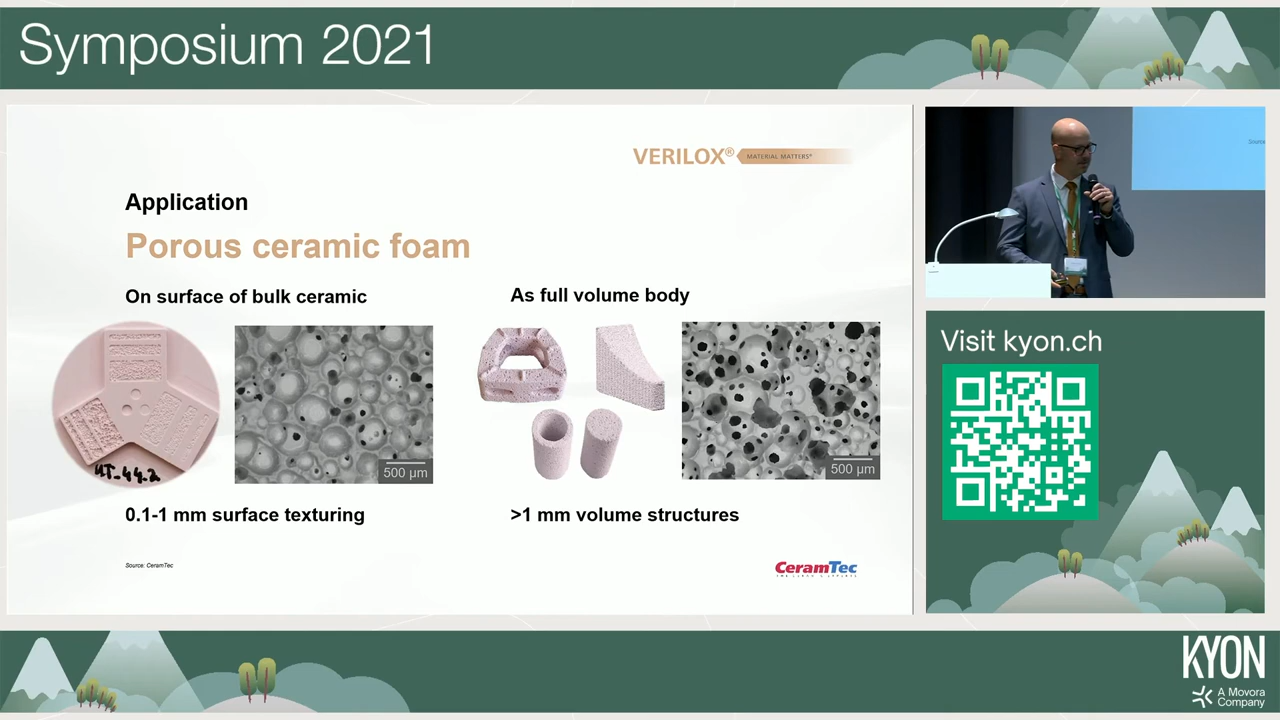 Symposium 2021
VERILOX® MATERIAL MATTERS®
Application
Porous ceramic foam
On surface of bulk ceramic
As full volume body
500 µm
500 µm
0.1-1 mm surface texturing
>1 mm volume structures
Source: CeramTec
CeramTec
Source
Visit kyon.ch
KYON
A Movora
Company